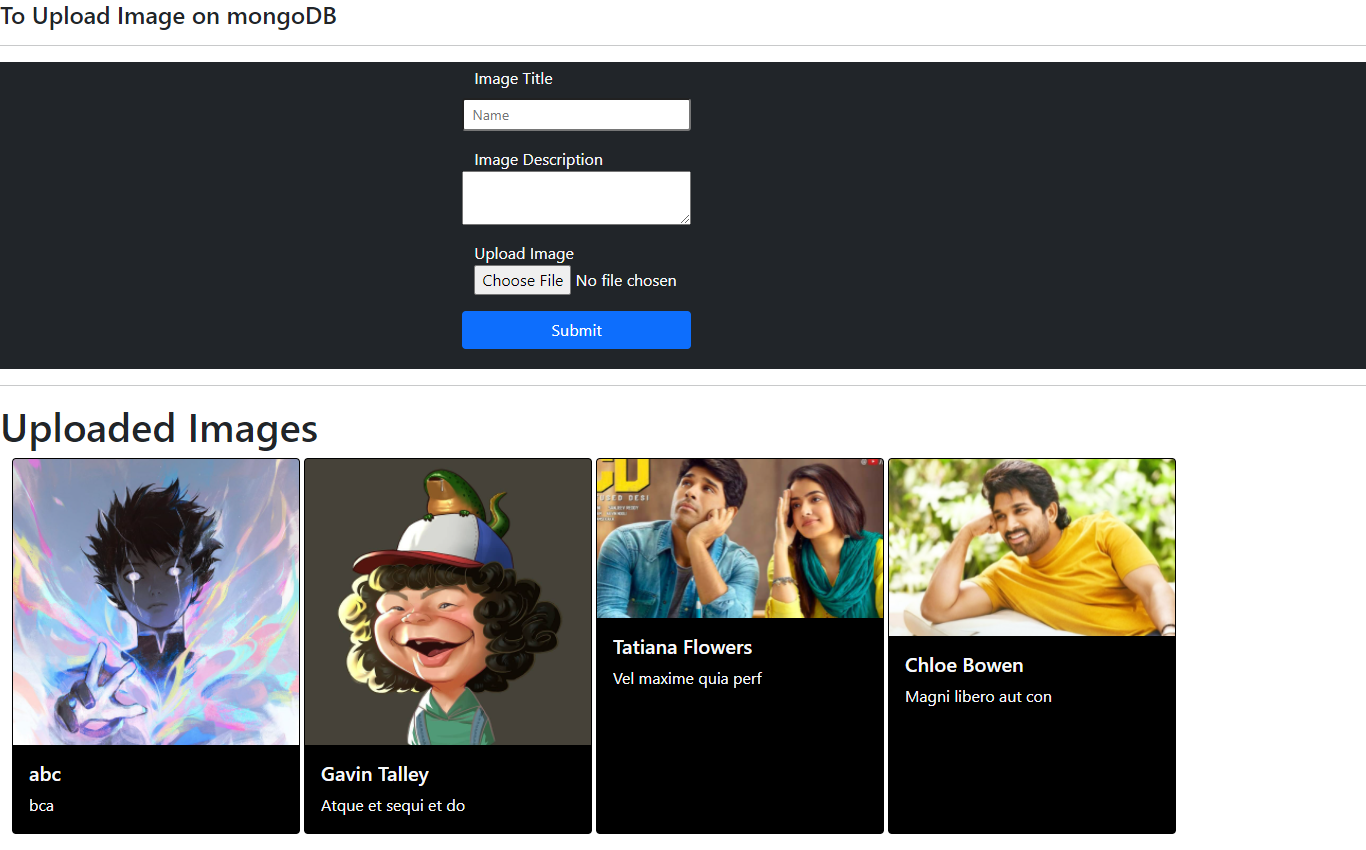 To Upload Image on mongoDB
Image Title
Name
Image Description
Upload Image
Choose File No file chosen
Submit
Uploaded Images
abc
bca
Gavin Talley
Atque et sequi et do
Tatiana Flowers
Vel maxime quia perf
Chloe Bowen
Magni libero aut con